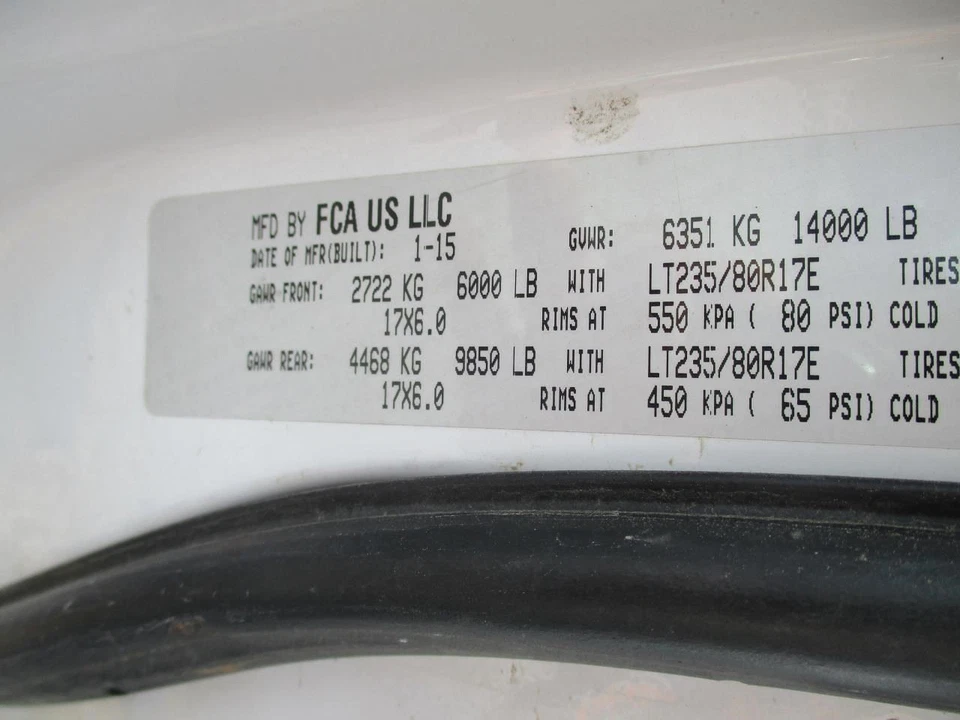 MFD BY FCA US LLC
DATE OF MFR(BUILT): 1-15 GVWR: 6351 KG 14000 LB
GAWR FRONT: 2722 KG 6000 LB WITH LT235/80R17E TIRES
17X6.0 RIMS AT 550 KPA ( 80 PSI) COLD
GAWR REAR: 4468 KG 9850 LB WITH LT235/80R17E TIRES
17X6.0 RIMS AT 450 KPA ( 65 PSI) COLD